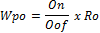 Wpo = On/Oof x Ro